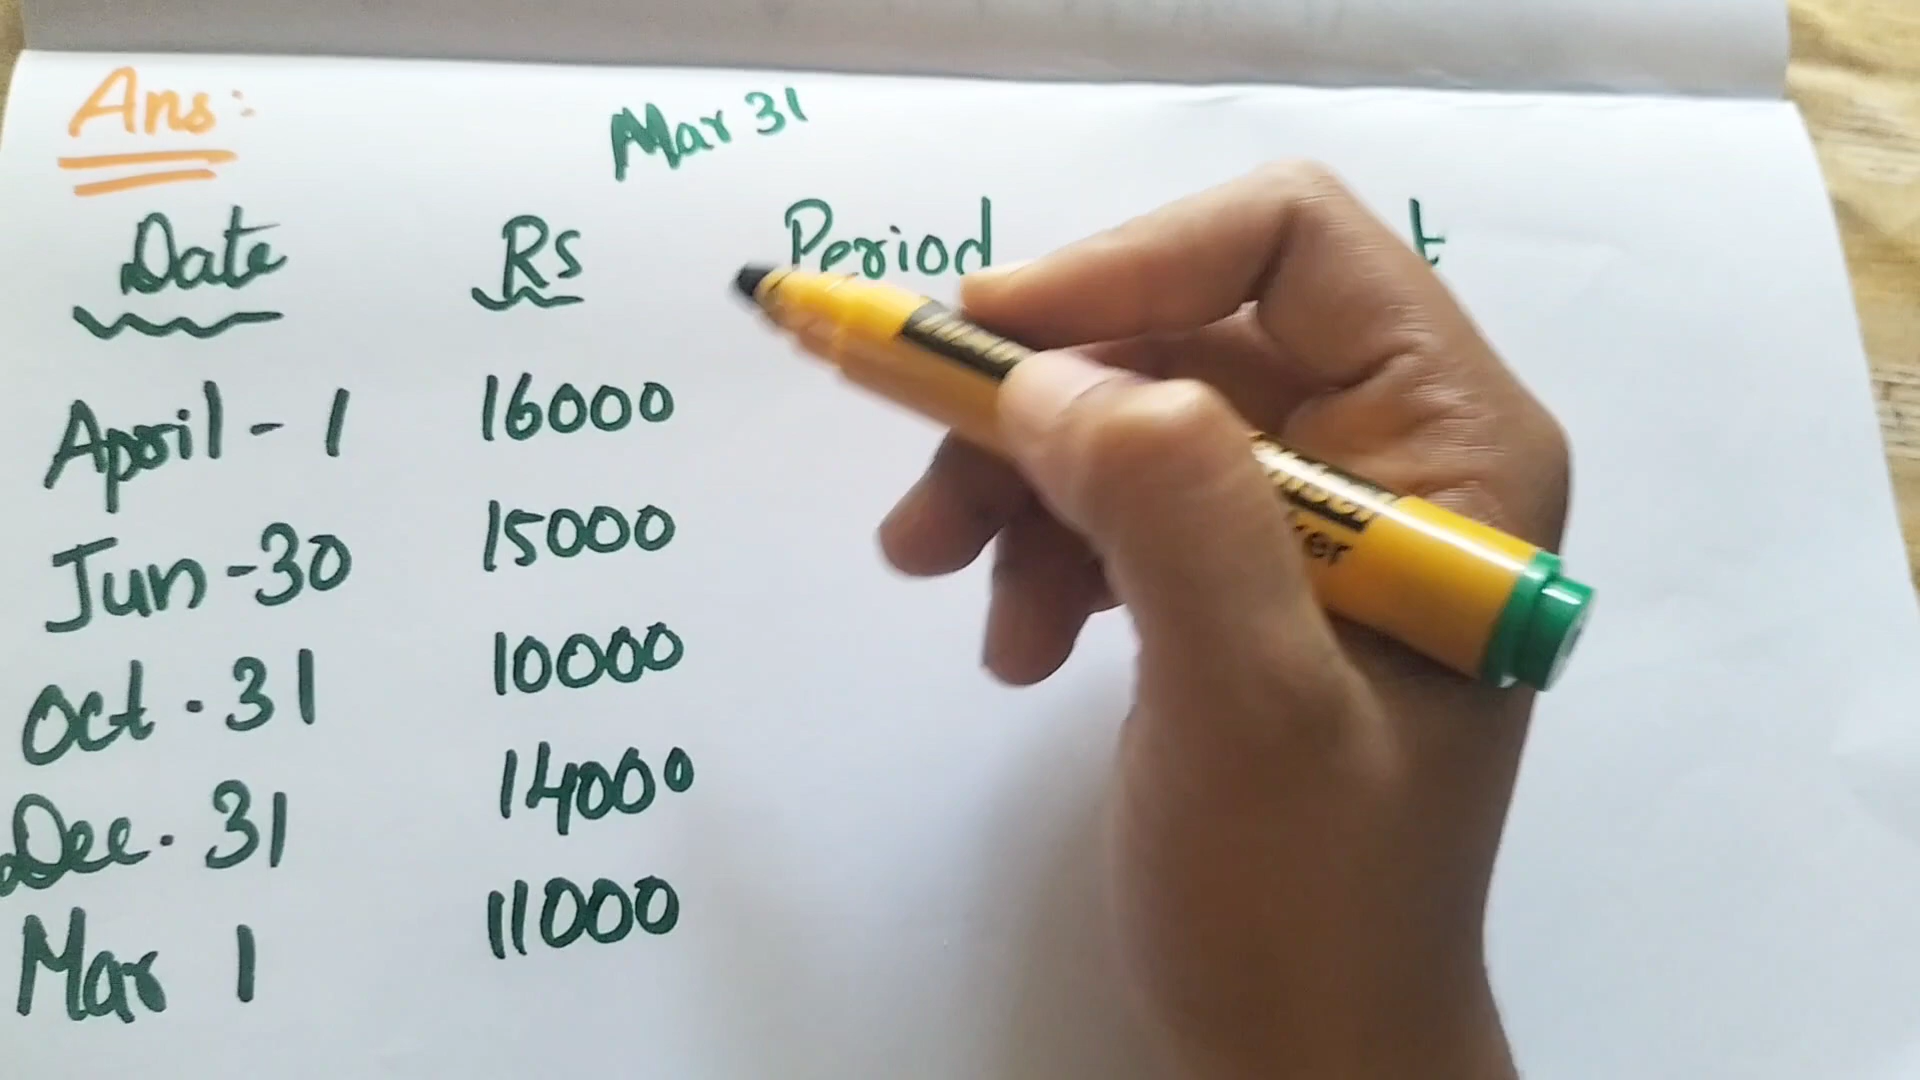 Ans:
Mar 31
Date Rs Period
April - 1 16000
Jun - 30 15000
Oct . 31 10000
Dec . 31 14000
Mar 1 11000